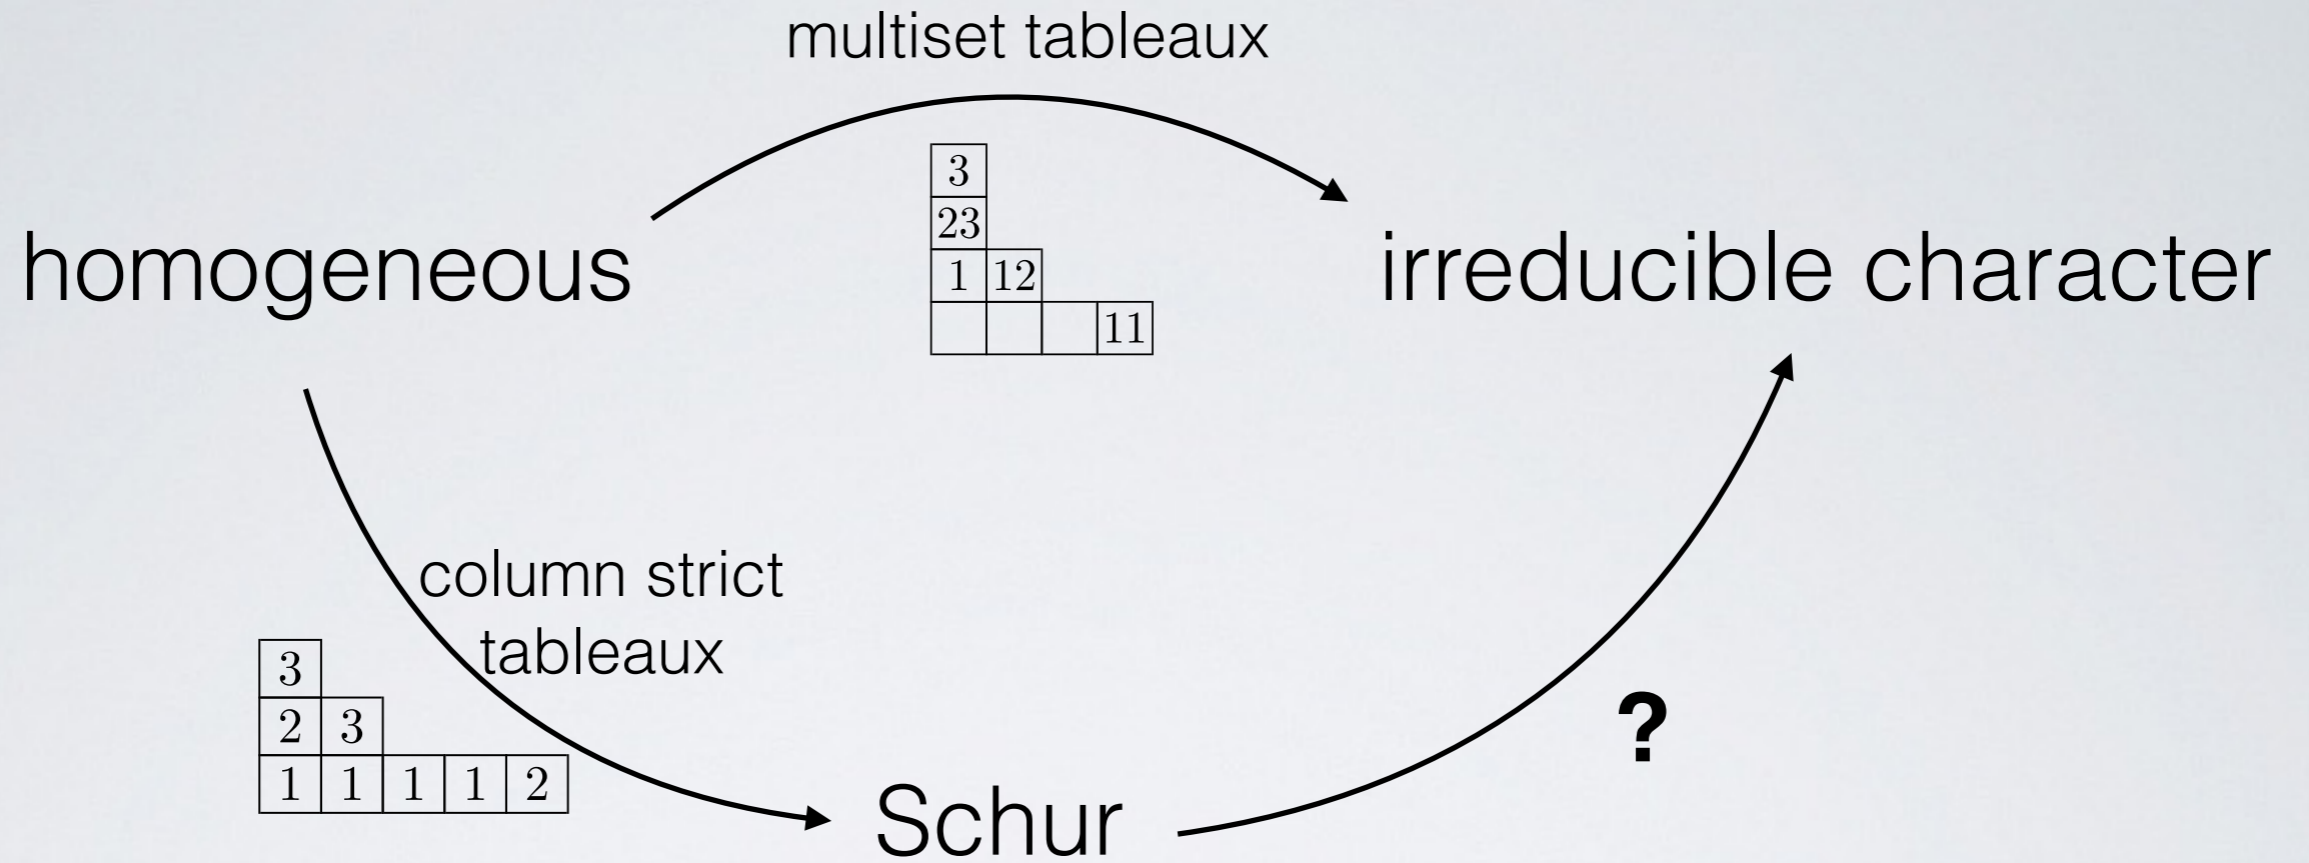 multiset tableaux
3
23
homogeneous
1 12
irreducible character
11
column strict
tableaux
3
2 3
1 1 1 1 2
?
Schur